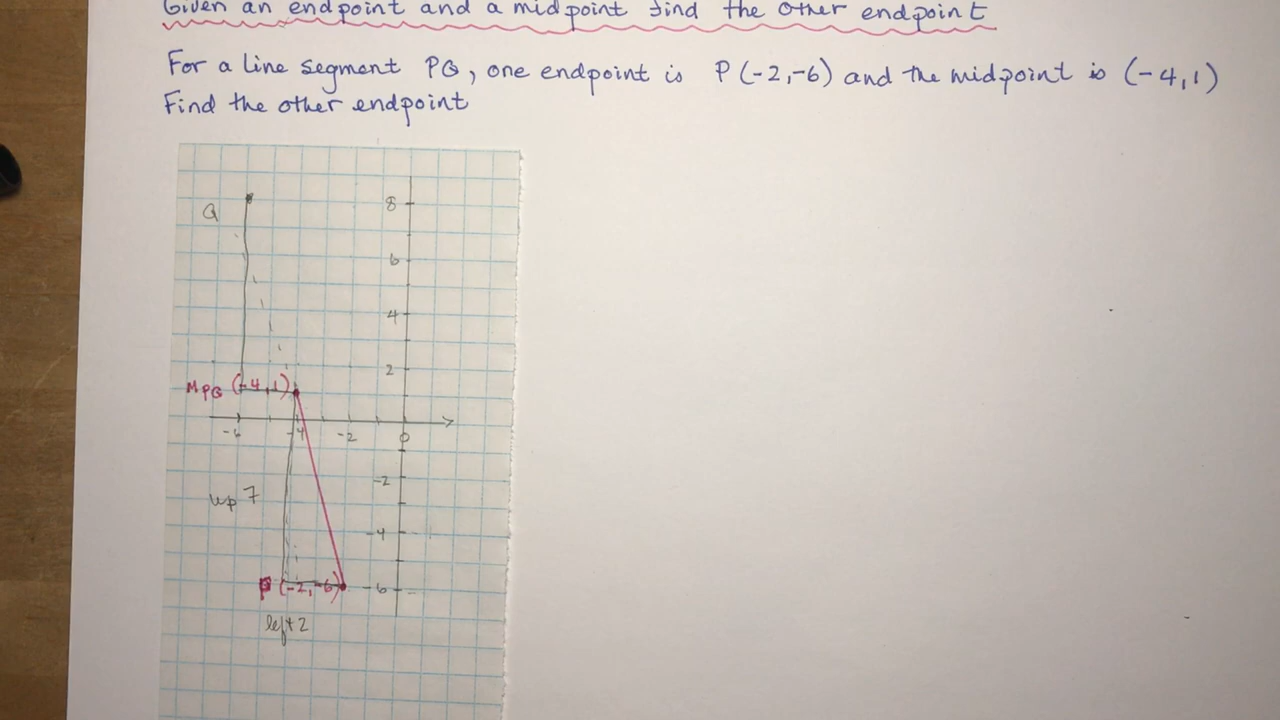 Given an endpoint and a midpoint find the other endpoint
For a line segment PQ, one endpoint is P(-2,-6) and the midpoint is (-4,1)
Find the other endpoint
Q
8
6
4
2
MPQ (-4,1)
-6 -4 -2 0
-2
up 7
-4
P (-2,-6) -6
left 2